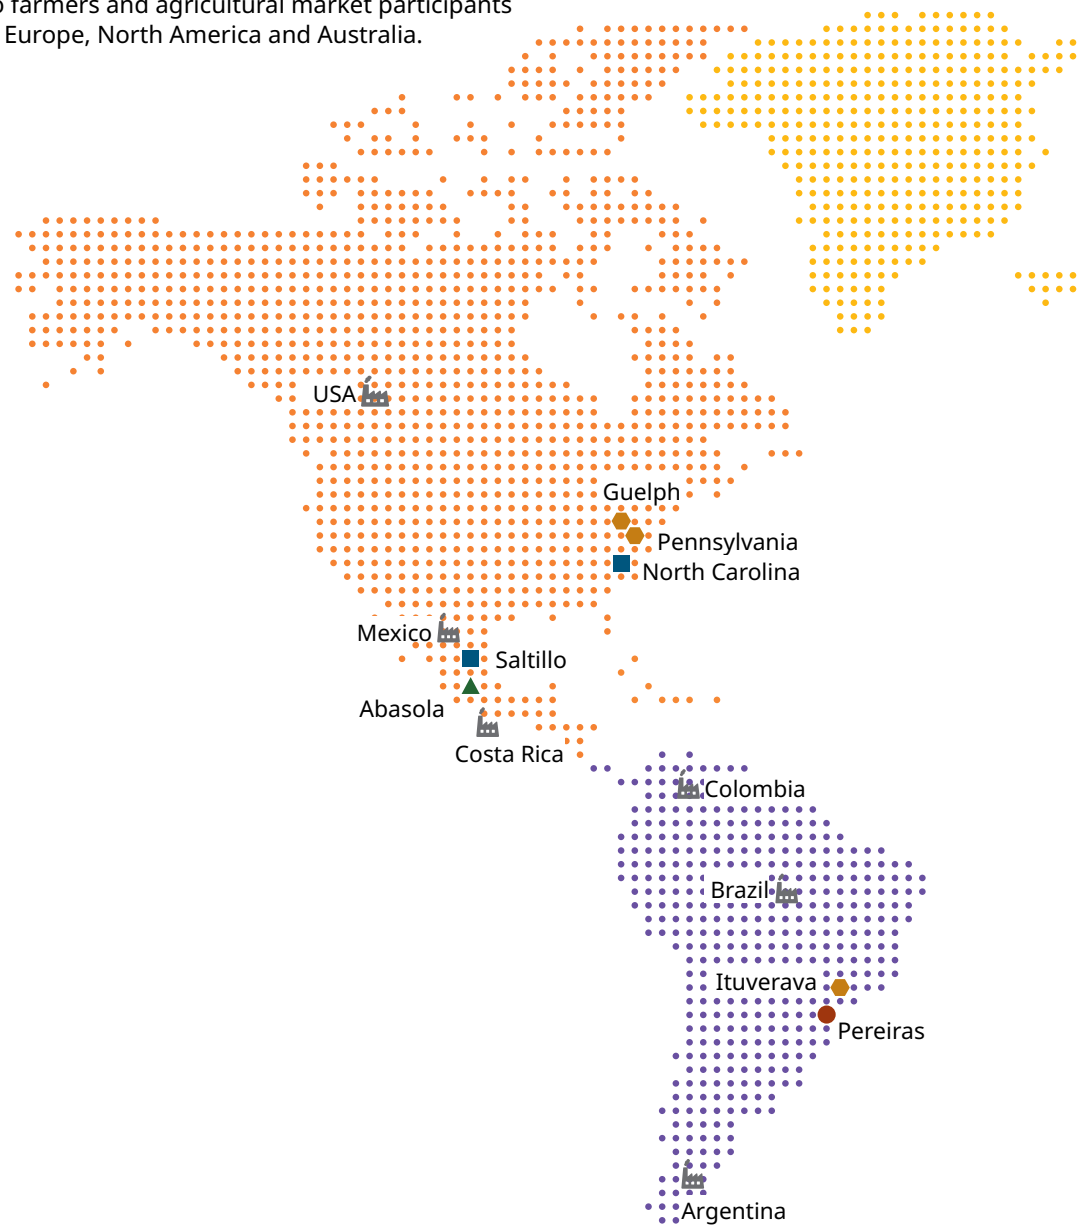 farmers and agricultural market participants
Europe, North America and Australia.
USA
Guelph
Pennsylvania
North Carolina
Mexico
Saltillo
Abasola
Costa Rica
Colombia
Brazil
Ituverava
Pereiras
Argentina